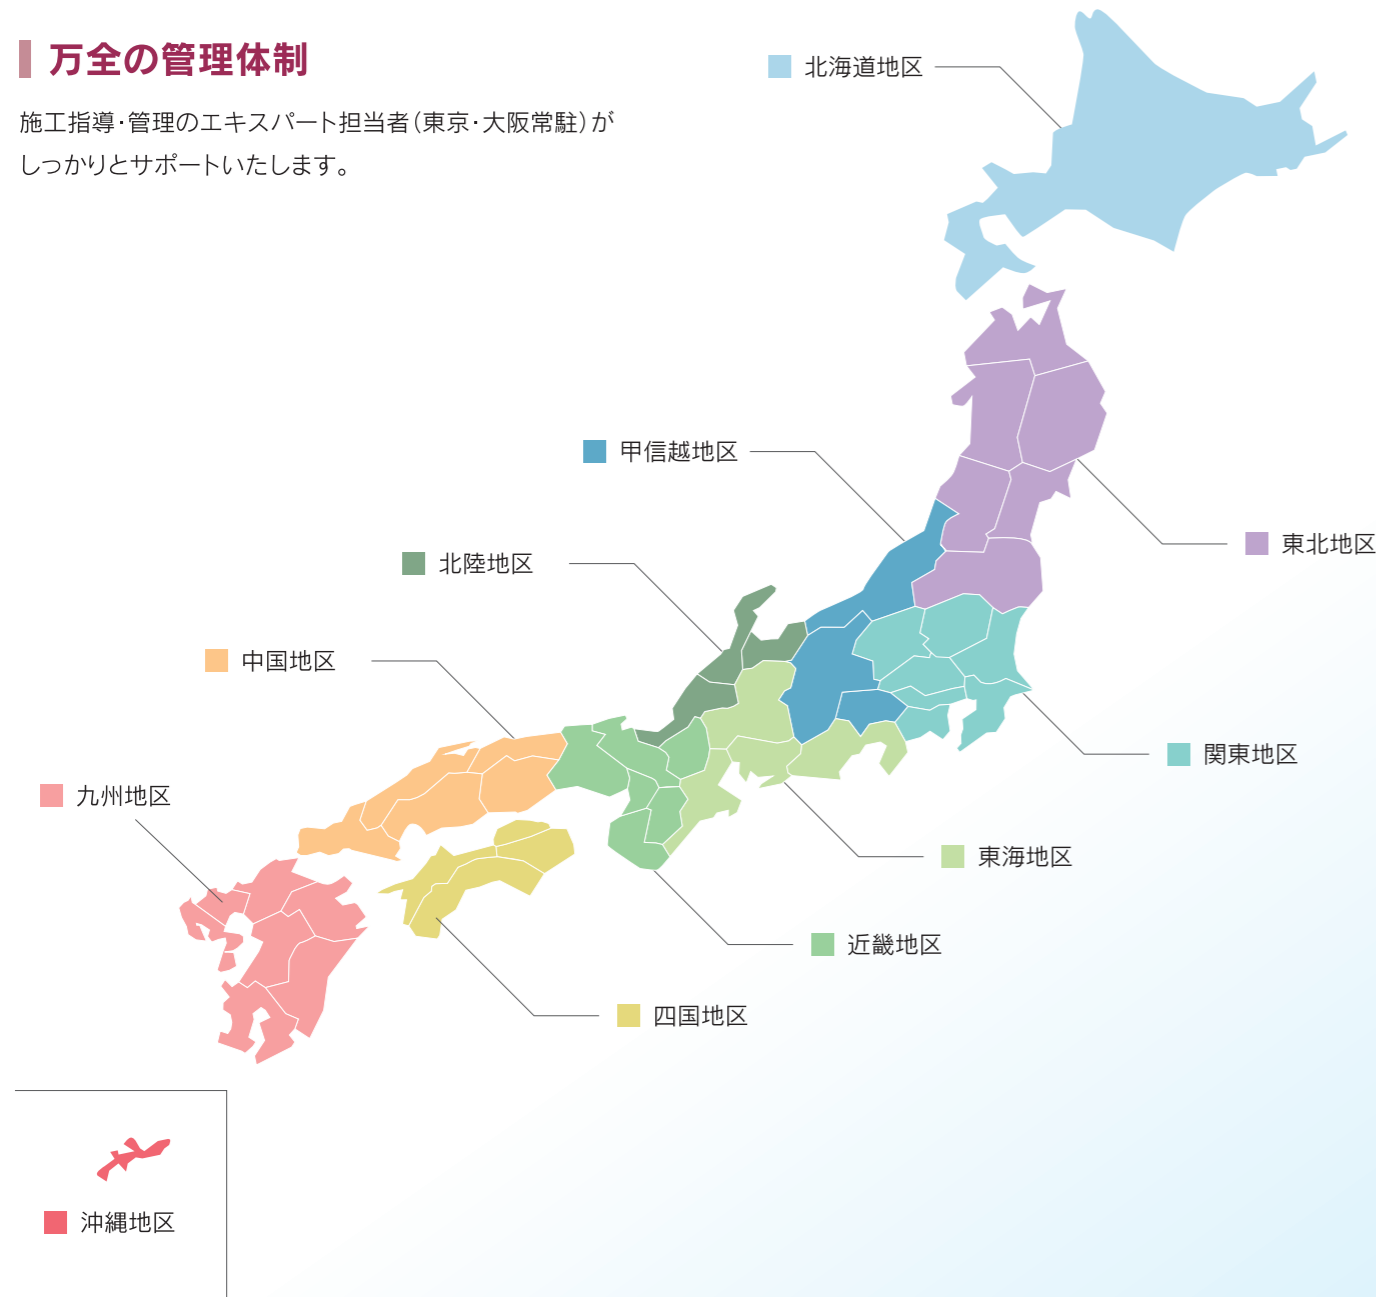 万全の管理体制
施工指導・管理のエキスパート担当者（東京・大阪常駐）が
しっかりとサポートいたします。
北海道地区
甲信越地区
東北地区
北陸地区
中国地区
関東地区
九州地区
東海地区
近畿地区
四国地区
沖縄地区